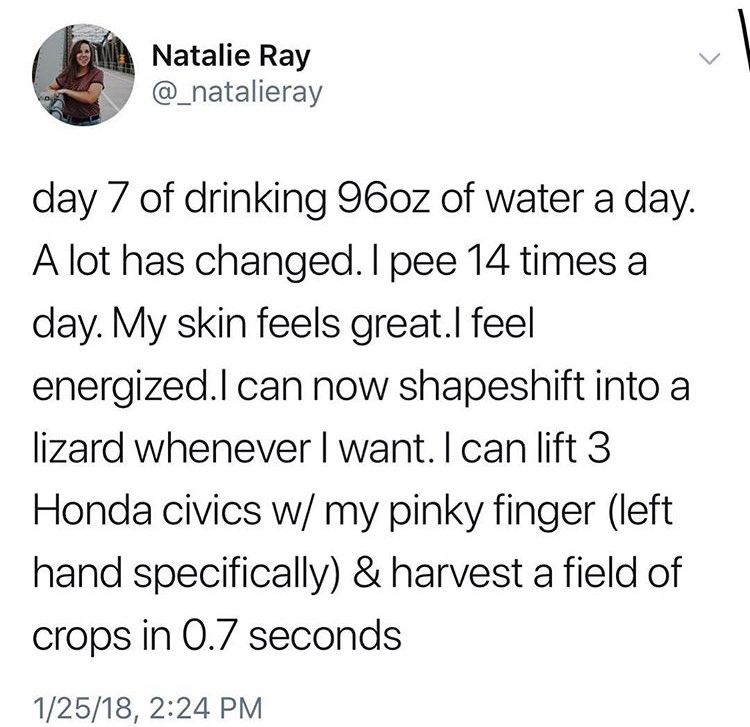 Natalie Ray
@_natalieray
day 7 of drinking 96oz of water a day.
A lot has changed. I pee 14 times a
day. My skin feels great.I feel
energized.I can now shapeshift into a
lizard whenever I want. I can lift 3
Honda civics w/ my pinky finger (left
hand specifically) & harvest a field of
crops in 0.7 seconds
1/25/18, 2:24 PM